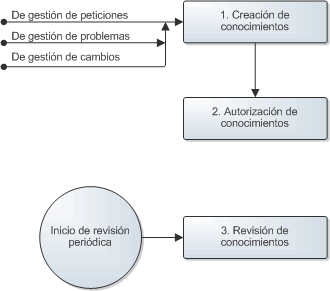 De gestión de peticiones
De gestión de problemas
De gestión de cambios
1. Creación de
conocimientos
2. Autorización de
conocimientos
Inicio de revisión
periódica
3. Revisión de
conocimientos